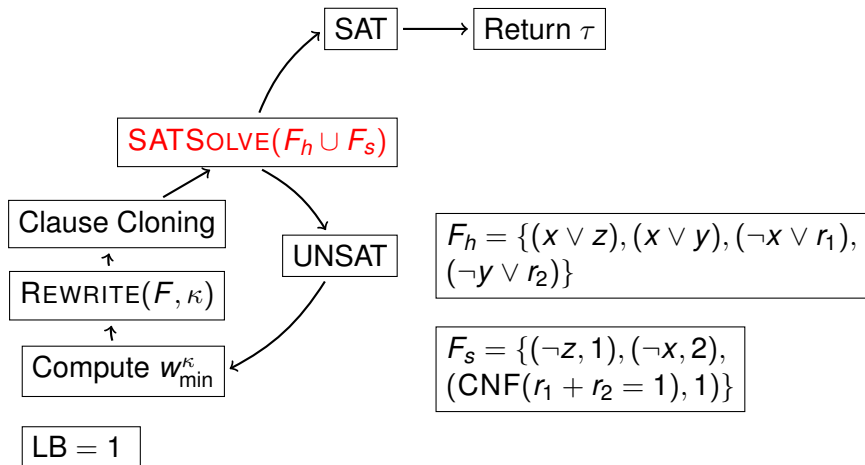 SAT
Return τ
SATSOLVE(F_h ∪ F_s)
Clause Cloning
UNSAT
REWRITE(F, κ)
Compute w^κ_min
LB = 1
F_h = {(x ∨ z), (x ∨ y), (¬x ∨ r_1),
(¬y ∨ r_2)}
F_s = {(¬z, 1), (¬x, 2),
(CNF(r_1 + r_2 = 1), 1)}